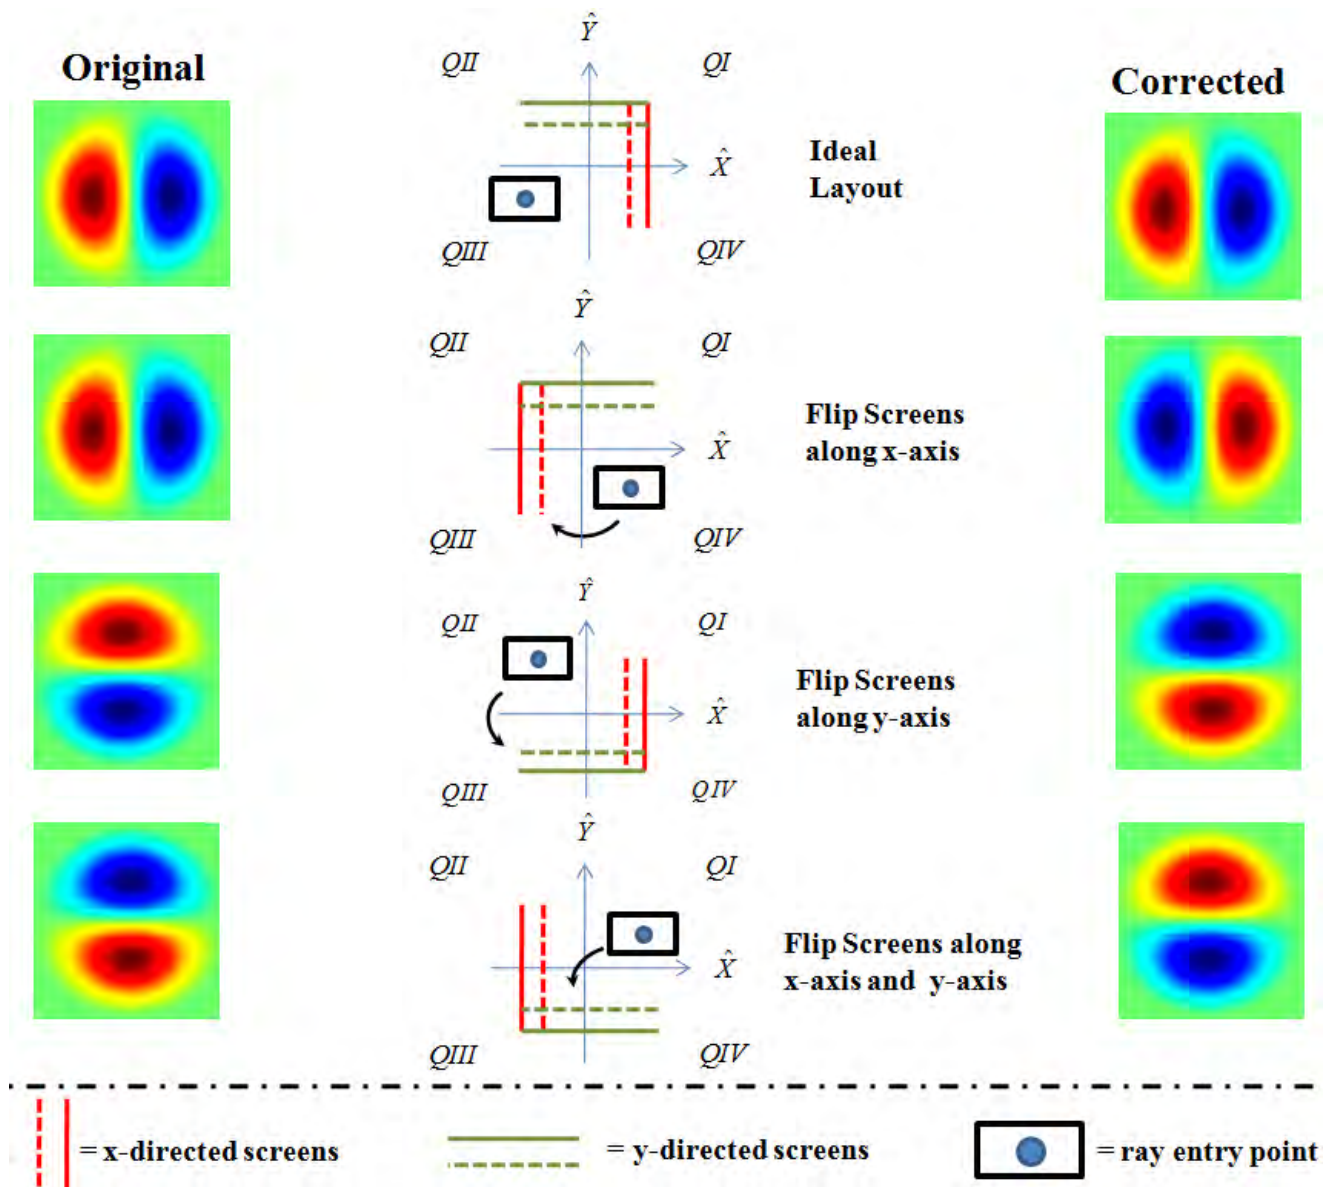 Original
Ŷ
QII
QI
Corrected
X̂
Ideal
Layout
QIII
QIV
Ŷ
QII
QI
X̂
Flip Screens
along x-axis
QIII
QIV
Ŷ
QII
QI
X̂
Flip Screens
along y-axis
QIII
QIV
Ŷ
QII
QI
X̂
Flip Screens along
x-axis and y-axis
QIII
QIV
= x-directed screens
= y-directed screens
= ray entry point